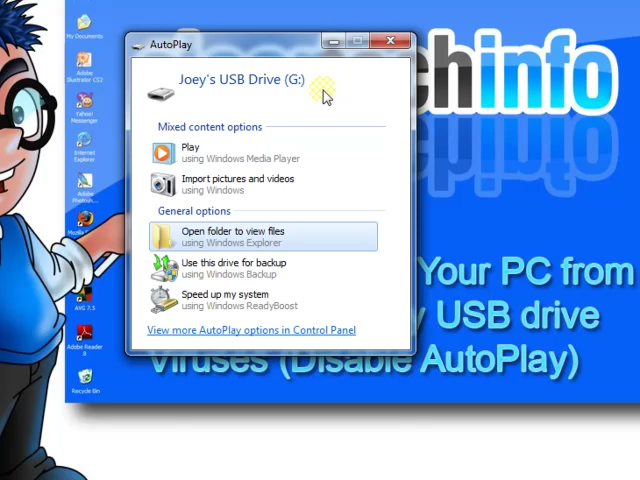 My Documents
Adobe
Illustrator CS2
Yahoo!
Messenger
Internet
Explorer
Adobe
AVG 7.5
Adobe Reader
8
Recycle Bin
AutoPlay
Joey's USB Drive (G:)
Mixed content options
Play
using Windows Media Player
Import pictures and videos
using Windows
General options
Open folder to view files
using Windows Explorer
Use this drive for backup
using Windows Backup
Speed up my system
using Windows ReadyBoost
View more AutoPlay options in Control Panel
info
Your PC from
USB drive
Viruses (Disable AutoPlay)